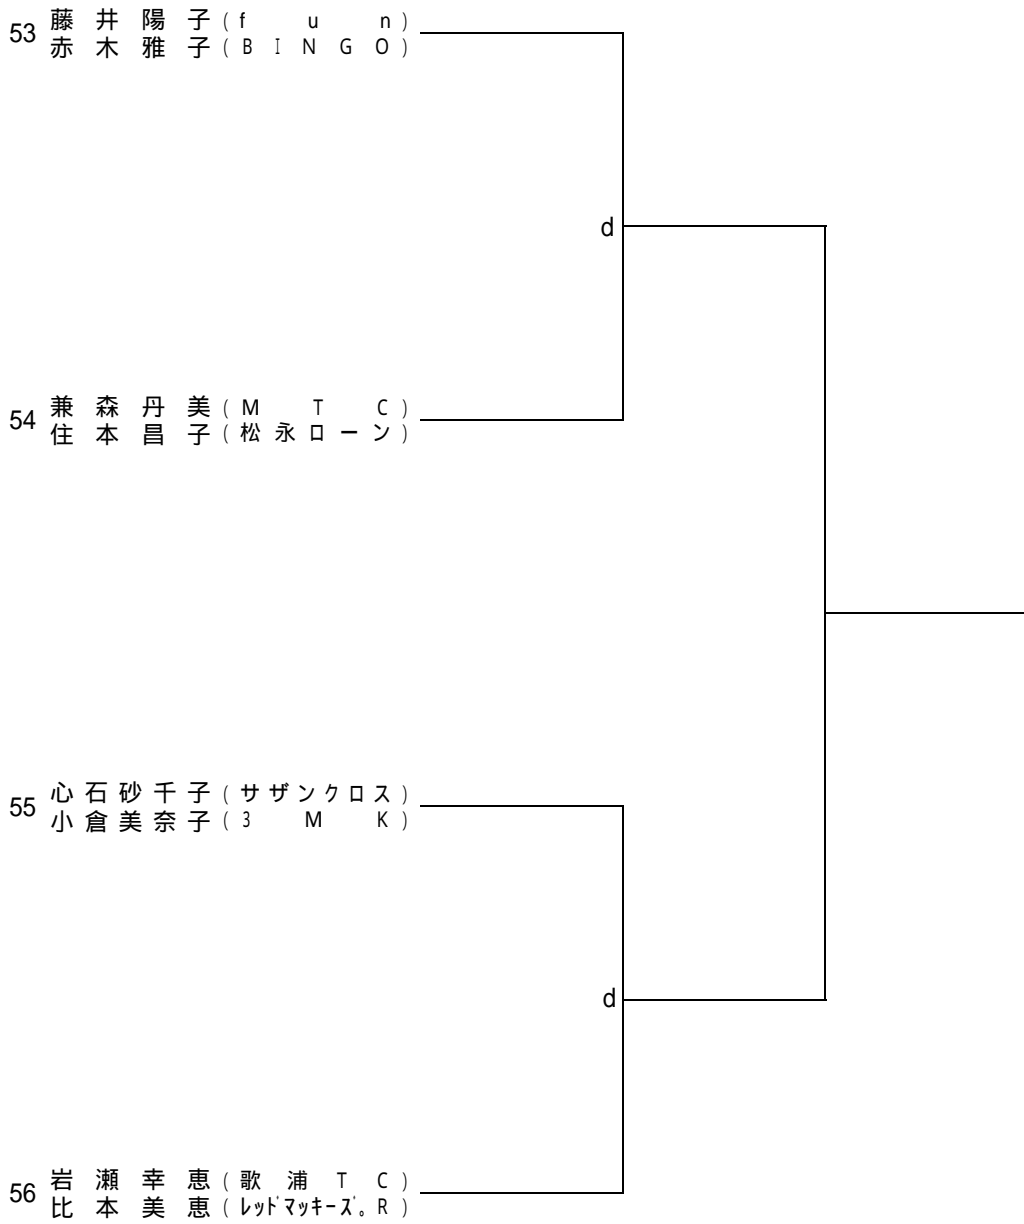 53
藤井陽子(fun)
赤木雅子(BINGO)
d
54
兼森丹美(MTC)
住本昌子(松永ローン)
55
心石砂千子(サザンクロス)
小倉美奈子(3MK)
d
56
岩瀬幸恵(歌浦TC)
比本美恵(ﾚｯﾄﾞﾏｯｷｰｽﾞ。R)